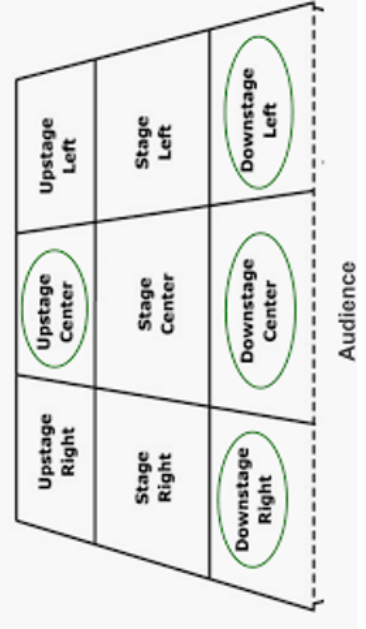 Upstage
Right
Upstage
Center
Upstage
Left
Stage
Right
Stage
Center
Stage
Left
Downstage
Right
Downstage
Center
Downstage
Left
Audience